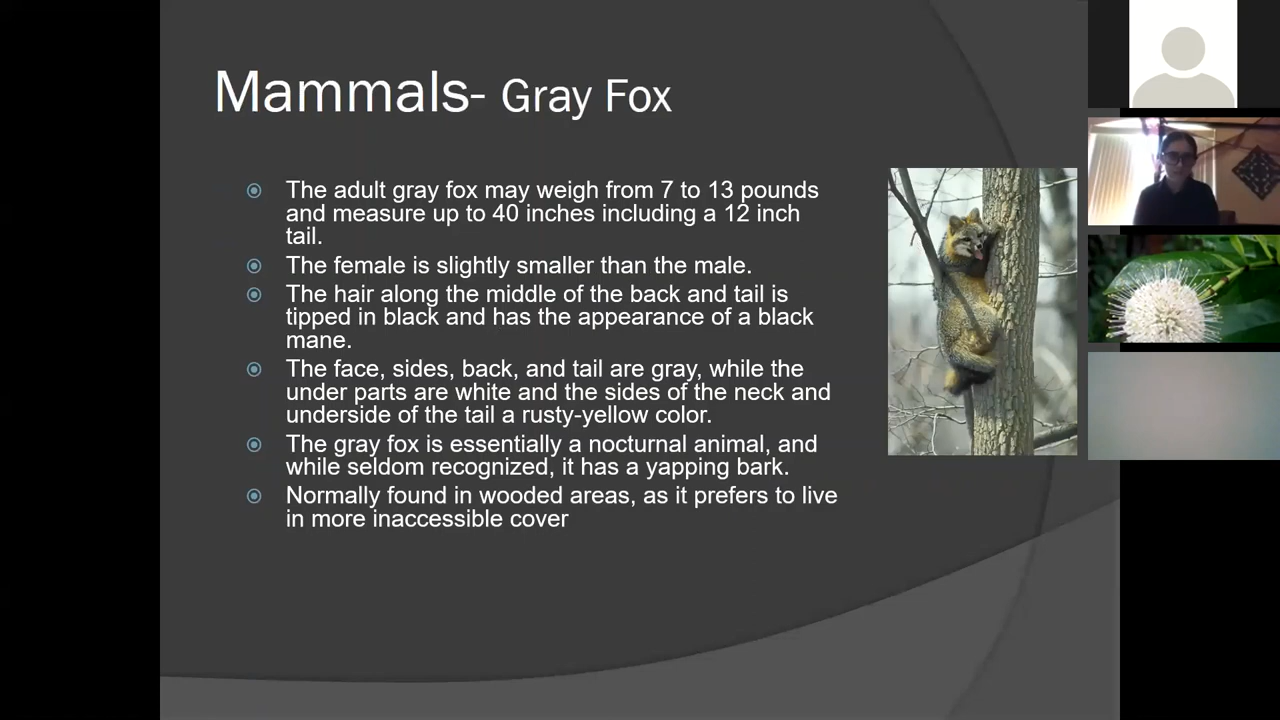 Mammals- Gray Fox
The adult gray fox may weigh from 7 to 13 pounds
and measure up to 40 inches including a 12 inch
tail.
The female is slightly smaller than the male.
The hair along the middle of the back and tail is
tipped in black and has the appearance of a black
mane.
The face, sides, back, and tail are gray, while the
under parts are white and the sides of the neck and
underside of the tail a rusty-yellow color.
The gray fox is essentially a nocturnal animal, and
while seldom recognized, it has a yapping bark.
Normally found in wooded areas, as it prefers to live
in more inaccessible cover